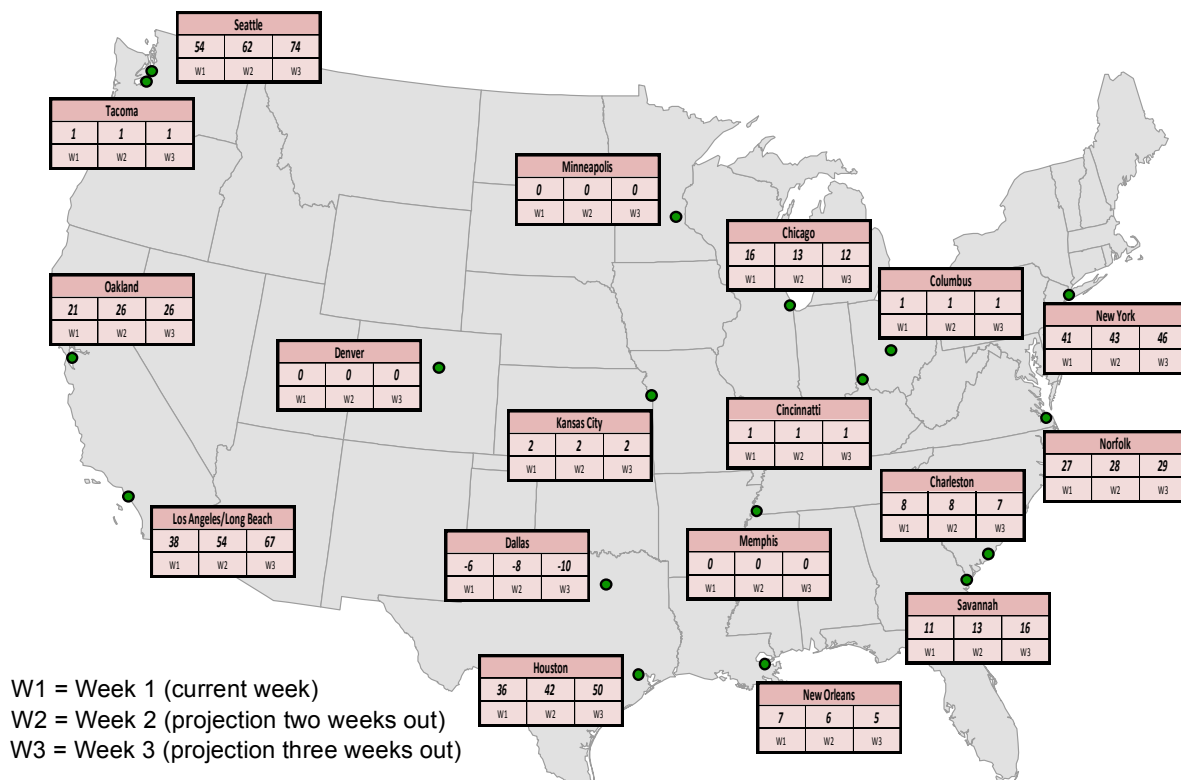 Seattle
54 62 74
W1 W2 W3
Tacoma
1 1 1
W1 W2 W3
Minneapolis
0 0 0
W1 W2 W3
Chicago
16 13 12
W1 W2 W3
Oakland
21 26 26
W1 W2 W3
Columbus
1 1 1
W1 W2 W3
New York
41 43 46
W1 W2 W3
Denver
0 0 0
W1 W2 W3
Kansas City
2 2 2
W1 W2 W3
Cincinnatti
1 1 1
W1 W2 W3
Norfolk
27 28 29
W1 W2 W3
Charleston
8 8 7
W1 W2 W3
Los Angeles/Long Beach
38 54 67
W1 W2 W3
Dallas
-6 -8 -10
W1 W2 W3
Memphis
0 0 0
W1 W2 W3
Savannah
11 13 16
W1 W2 W3
Houston
36 42 50
W1 W2 W3
New Orleans
7 6 5
W1 W2 W3
W1 = Week 1 (current week)
W2 = Week 2 (projection two weeks out)
W3 = Week 3 (projection three weeks out)